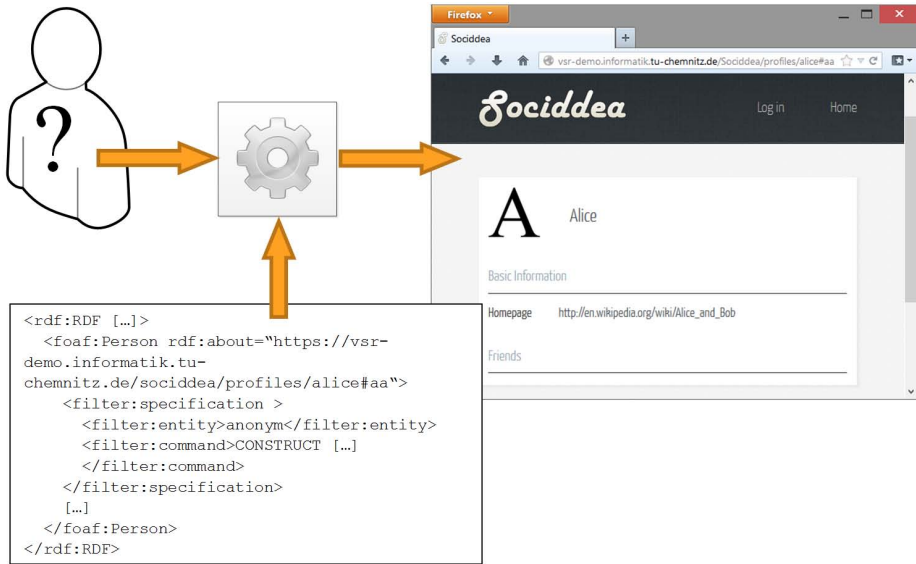 ?
Firefox
Sociddea
vsr-demo.informatik.tu-chemnitz.de/Sociddea/profiles/alice#aa
Sociddea
Log in Home
A
Alice
Basic Information
Homepage http://en.wikipedia.org/wiki/Alice_and_Bob
Friends
<rdf:RDF […]>
<foaf:Person rdf:about="https://vsr-
demo.informatik.tu-
chemnitz.de/sociddea/profiles/alice#aa“>
<filter:specification >
<filter:entity>anonym</filter:entity>
<filter:command>CONSTRUCT […]
</filter:command>
</filter:specification>
[…]
</foaf:Person>
</rdf:RDF>